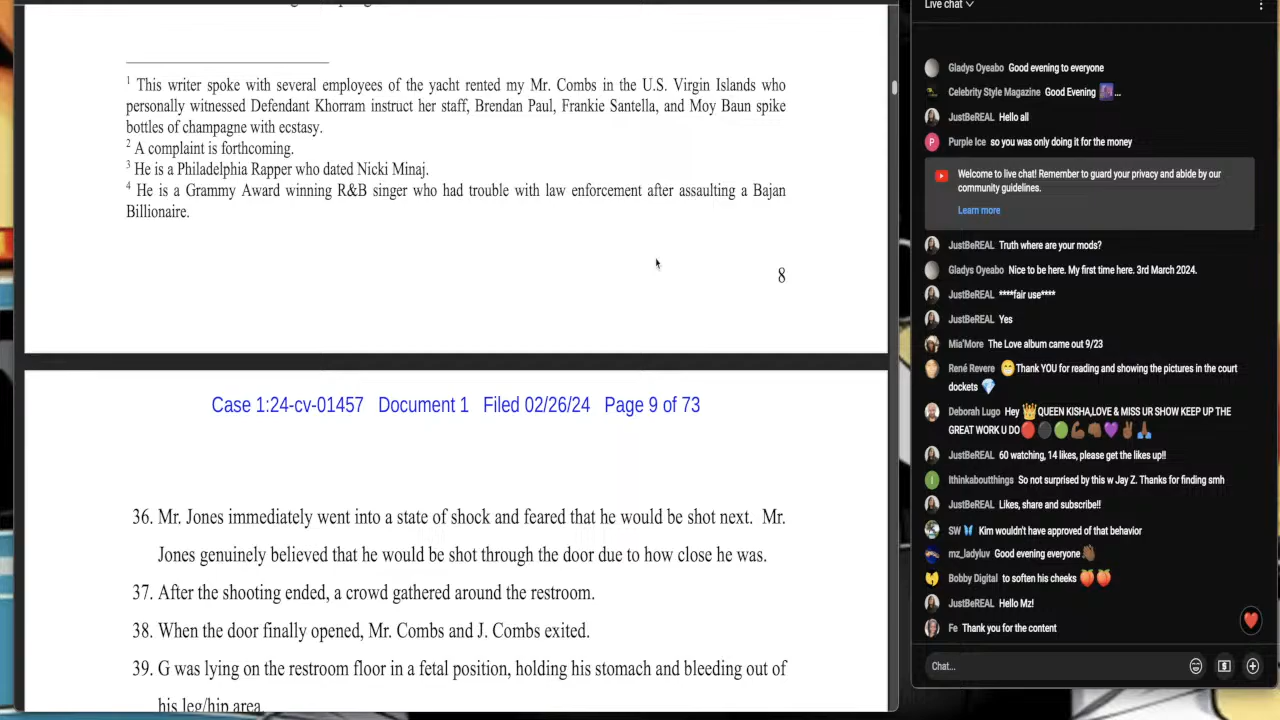 1 This writer spoke with several employees of the yacht rented my Mr. Combs in the U.S. Virgin Islands who
personally witnessed Defendant Khorram instruct her staff, Brendan Paul, Frankie Santella, and Moy Baun spike
bottles of champagne with ecstasy.
2 A complaint is forthcoming.
3 He is a Philadelphia Rapper who dated Nicki Minaj.
4 He is a Grammy Award winning R&B singer who had trouble with law enforcement after assaulting a Bajan
Billionaire.
8
Case 1:24-cv-01457 Document 1 Filed 02/26/24 Page 9 of 73
36. Mr. Jones immediately went into a state of shock and feared that he would be shot next. Mr.
Jones genuinely believed that he would be shot through the door due to how close he was.
37. After the shooting ended, a crowd gathered around the restroom.
38. When the door finally opened, Mr. Combs and J. Combs exited.
39. G was lying on the restroom floor in a fetal position, holding his stomach and bleeding out of
his leg/hip area.
Live chat
Gladys Oyeabo Good evening to everyone
Celebrity Style Magazine Good Evening ...
JustBeREAL Hello all
P Purple Ice so you was only doing it for the money
Welcome to live chat! Remember to guard your privacy and abide by our
community guidelines.
Learn more
JustBeREAL Truth where are your mods?
Gladys Oyeabo Nice to be here. My first time here. 3rd March 2024.
JustBeREAL ****fair use****
JustBeREAL Yes
Mia'More The Love album came out 9/23
René Revere 😁Thank YOU for reading and showing the pictures in the court
dockets 💎
Deborah Lugo Hey 👑QUEEN KISHA,LOVE & MISS UR SHOW KEEP UP THE
GREAT WORK U DO🔴⚫🟢💪🏾👊🏾💜✌🏾🙏🏾
JustBeREAL 60 watching, 14 likes, please get the likes up!!
I Ithinkaboutthings So not surprised by this w Jay Z. Thanks for finding smh
JustBeREAL Likes, share and subscribe!!
SW 🦋 Kim wouldn't have approved of that behavior
mz_ladyluv Good evening everyone👋🏾
Bobby Digital to soften his cheeks 🍑🍑
JustBeREAL Hello Mz!
Fe Thank you for the content
Chat...